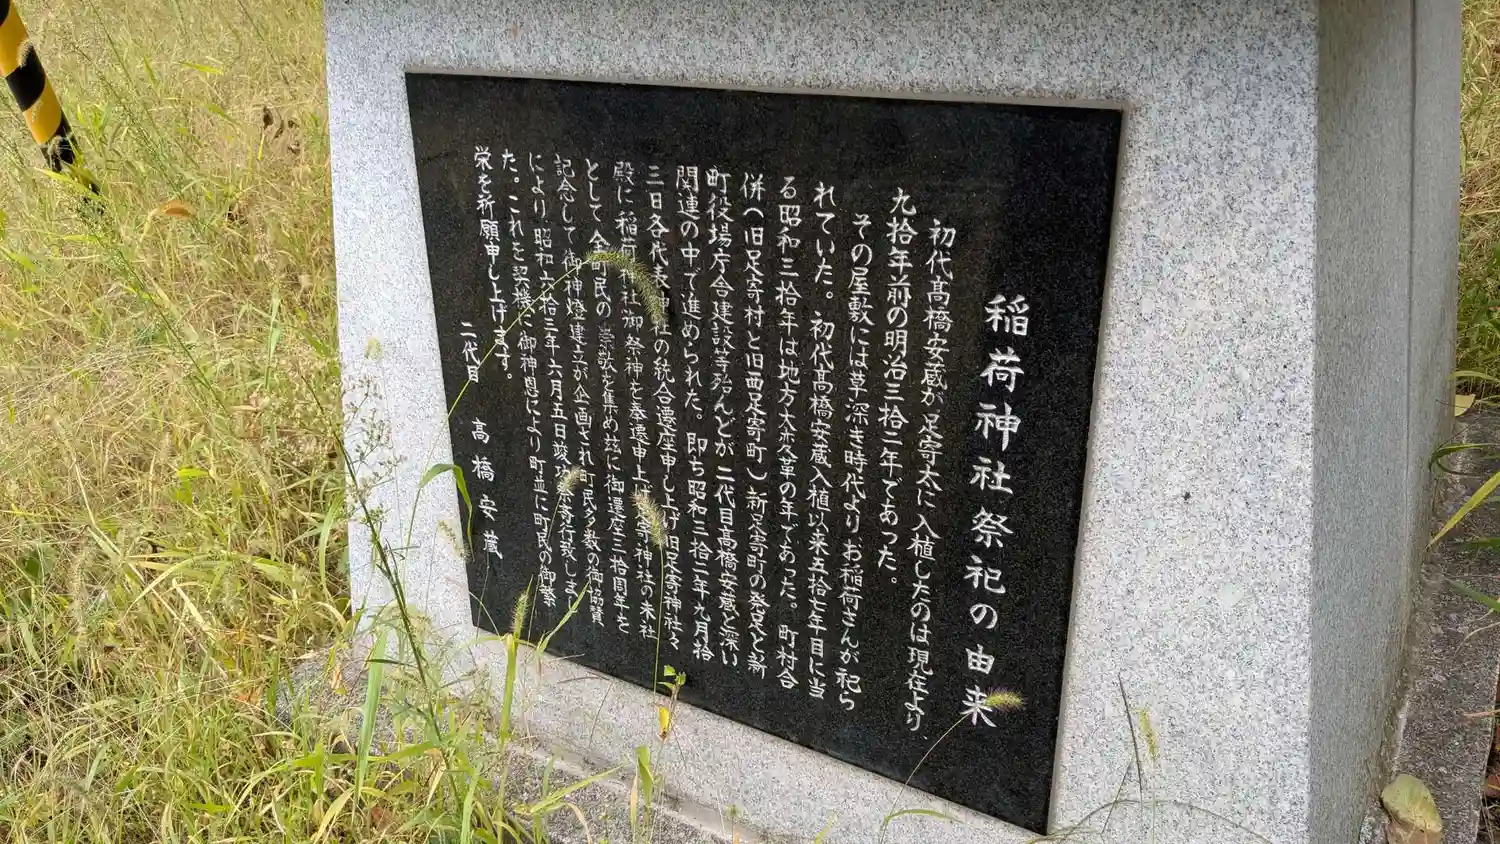 稲荷神社祭祀の由来
初代髙橋安蔵が足寄太に入植したのは現在より、
九拾年前の明治三拾二年であった。
その屋敷には草深き時代よりお稲荷さんが祀ら
れていた。初代髙橋安蔵入植以来五拾七年目に当
る昭和三拾年は地方大変革の年であった。町村合
併(旧足寄村と旧西足寄町)新足寄町の発足と新
町役場庁舎建設等殆んどが二代目髙橋安蔵と深い
関連の中で進められた。即ち昭和三拾二年九月拾
三日各代表神社の統合遷座申し上げ旧足寄神社々
殿に稲荷神社御祭神を奉遷申上 寄神社の末社
として全町民の崇敬を集め玆に御遷座三拾周年を
記念して御神燈建立が企画され町民多数の御協賛
により昭和六拾三年六月五日竣功 斎行致しまし
た。これを契機に御神恩により町並に町民の御繁
栄を祈願申し上げます。
二代目 髙橋安蔵